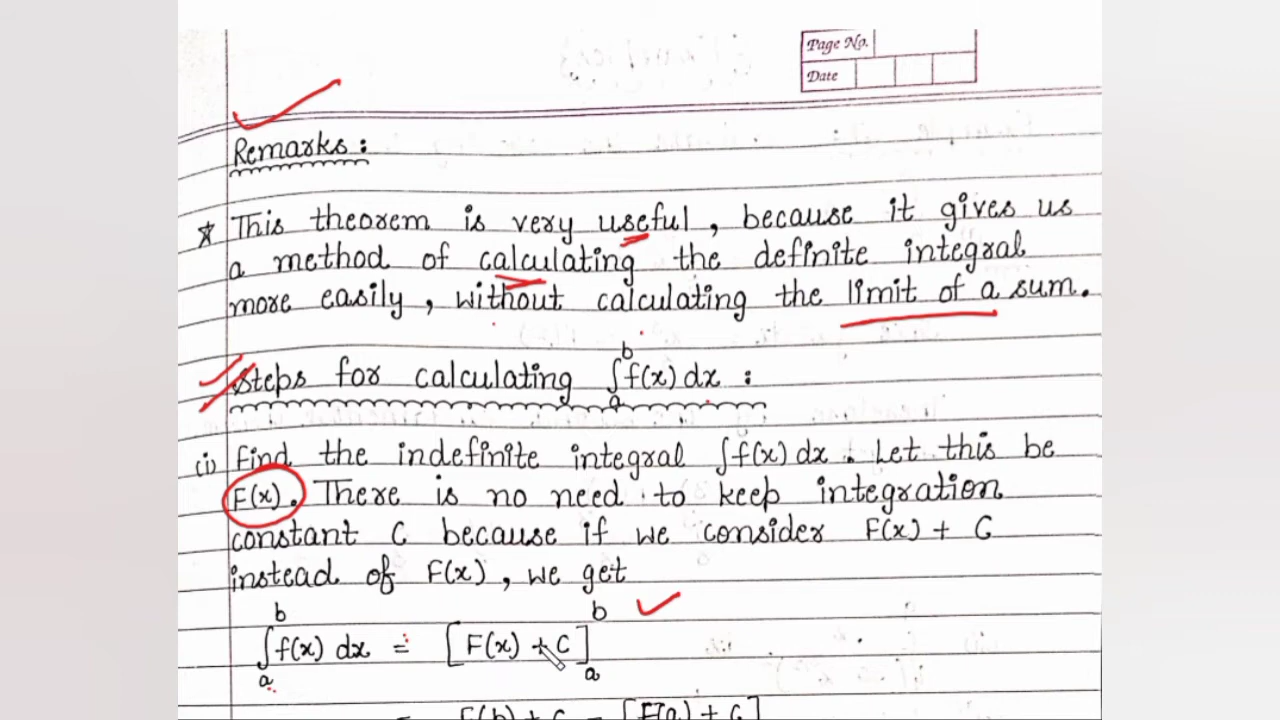 Page No.
Date
Remarks :
☆ This theorem is very useful, because it gives us
a method of calculating the definite integral
more easily, without calculating the limit of a sum.
Steps for calculating ∫_a^b f(x) dx :
(i) Find the indefinite integral ∫f(x) dx. Let this be
F(x). There is no need to keep integration
constant C because if we consider F(x) + C
instead of F(x), we get
∫_a^b f(x) dx = [F(x) + C]_a^b
= F(b) + C - [F(a) + C]